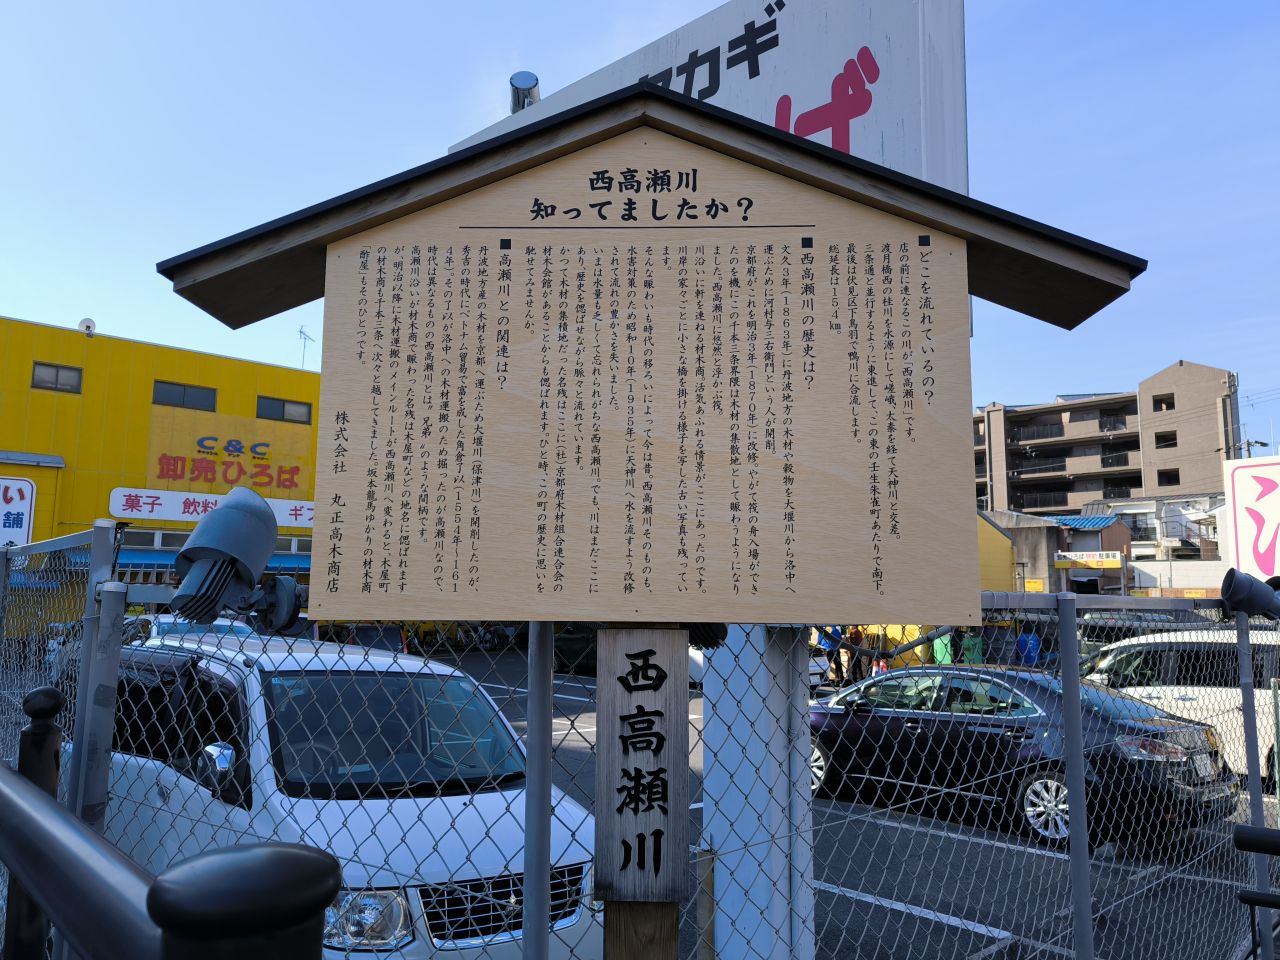 西高瀬川
知ってましたか？
■どこを流れているの？
店の前に連なるこの川が「西高瀬川」です。
渡月橋西の桂川を水源にして嵯峨、太秦を経て天神川と交差。
三条通と並行するように東進して、この東の壬生朱雀町あたりで南下。
最後は伏見区下鳥羽で鴨川に合流します。
総延長は15.4㎞。
■西高瀬川の歴史は？
文久3年（1863年）に丹波地方の木材や穀物を大堰川から洛中へ
運ぶために河村与三右衛門という人が開削。
京都府がこれを明治3年（1870年）に改修。やがて筏の舟入場ができ
たのを機にこの千本三条界隈は木材の集散地として賑わうようになり
ました。西高瀬川に悠然と浮かぶ筏。
川沿いに軒を連ねる材木商。活気あふれる情景がここにあったのです。
川岸の家々ごとに小さな橋を掛ける様子を写した古い写真も残ってい
ます。
そんな賑わいも時代の移ろいによって今は昔。西高瀬川そのものも、
水害対策のため昭和10年（1935年）に天神川へ水を流すよう改修
されて流れの豊かさを失いました。
いまは水量も乏しくて忘れられがちな西高瀬川。でも、川はまだここに
あり、歴史を偲ばせながら脈々と流れています。
かつて木材の集積地だった名残はここに（社）京都府木材組合連合会の
材木会館があることからも偲ばれます。ひと時、この町の歴史に思いを
馳せてみませんか。
■高瀬川との関連は？
丹波地方産の木材を京都へ運ぶため大堰川（保津川）を開削したのが、
秀吉の時代にベトナム貿易で富を成した角倉了以（1554年～161
4年）。その了以が洛中への木材運搬のため掘ったのが高瀬川なので、
時代は異なるものの西高瀬川とは〝兄弟〟のような間柄です。
高瀬川沿いが材木商で賑わった名残は木屋町などの地名に偲ばれます
が、明治以降に木材運搬のメインルートが西高瀬川へ変わると、木屋町
の材木商も千本三条へ次々と越してきました。坂本龍馬ゆかりの材木商
「酢屋」もそのひとつです。
株式会社 丸正高木商店
西高瀬川
タカギ
げ
C&C
卸売ひろば
菓子 飲料
ギフ
い
舗
駐車場